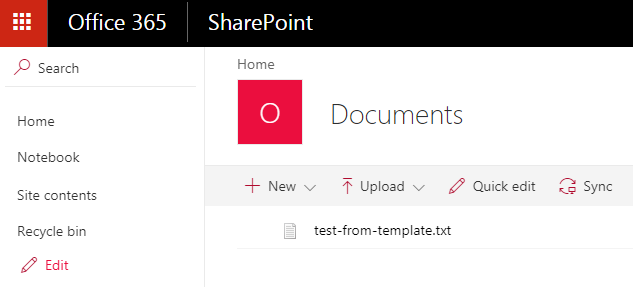 Office 365 SharePoint
Search
Home
Notebook
Site contents
Recycle bin
Edit
Home
O
Documents
New Upload Quick edit Sync
test-from-template.txt